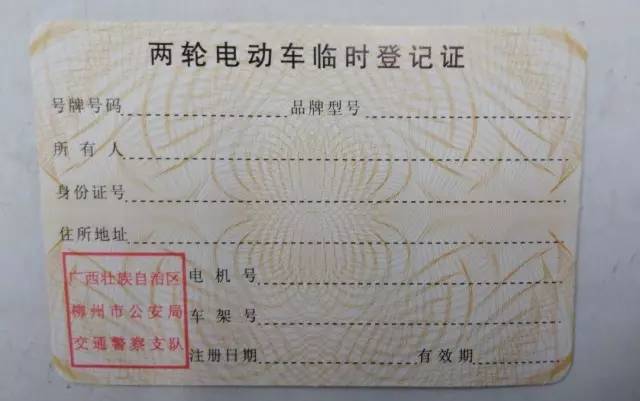 两轮电动车临时登记证
号牌号码 品牌型号
所有人
身份证号
住所地址
广西壮族自治区
柳州市公安局
交通警察支队
电机号
车架号
注册日期 有效期